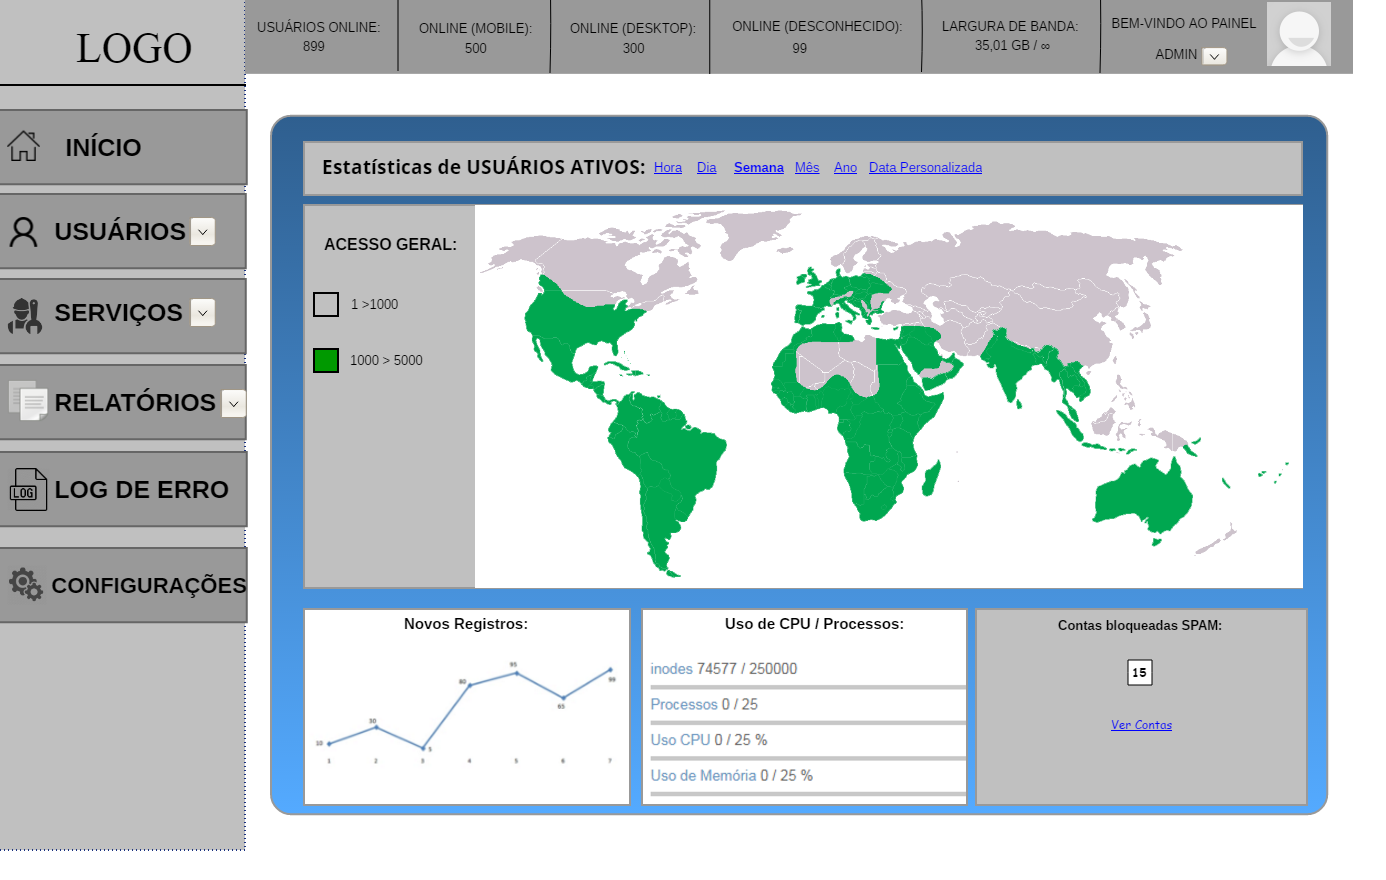 LOGO
USUÁRIOS ONLINE:
899
ONLINE (MOBILE):
500
ONLINE (DESKTOP):
300
ONLINE (DESCONHECIDO):
99
LARGURA DE BANDA:
35,01 GB / ∞
BEM-VINDO AO PAINEL
ADMIN
INÍCIO
USUÁRIOS
SERVIÇOS
RELATÓRIOS
LOG
LOG DE ERRO
CONFIGURAÇÕES
Estatísticas de USUÁRIOS ATIVOS: Hora Dia Semana Mês Ano Data Personalizada
ACESSO GERAL:
1 >1000
1000 > 5000
Novos Registros:
10
30
5
80
95
65
99
1 2 3 4 5 6 7
Uso de CPU / Processos:
inodes 74577 / 250000
Processos 0 / 25
Uso CPU 0 / 25 %
Uso de Memória 0 / 25 %
Contas bloqueadas SPAM:
15
Ver Contas